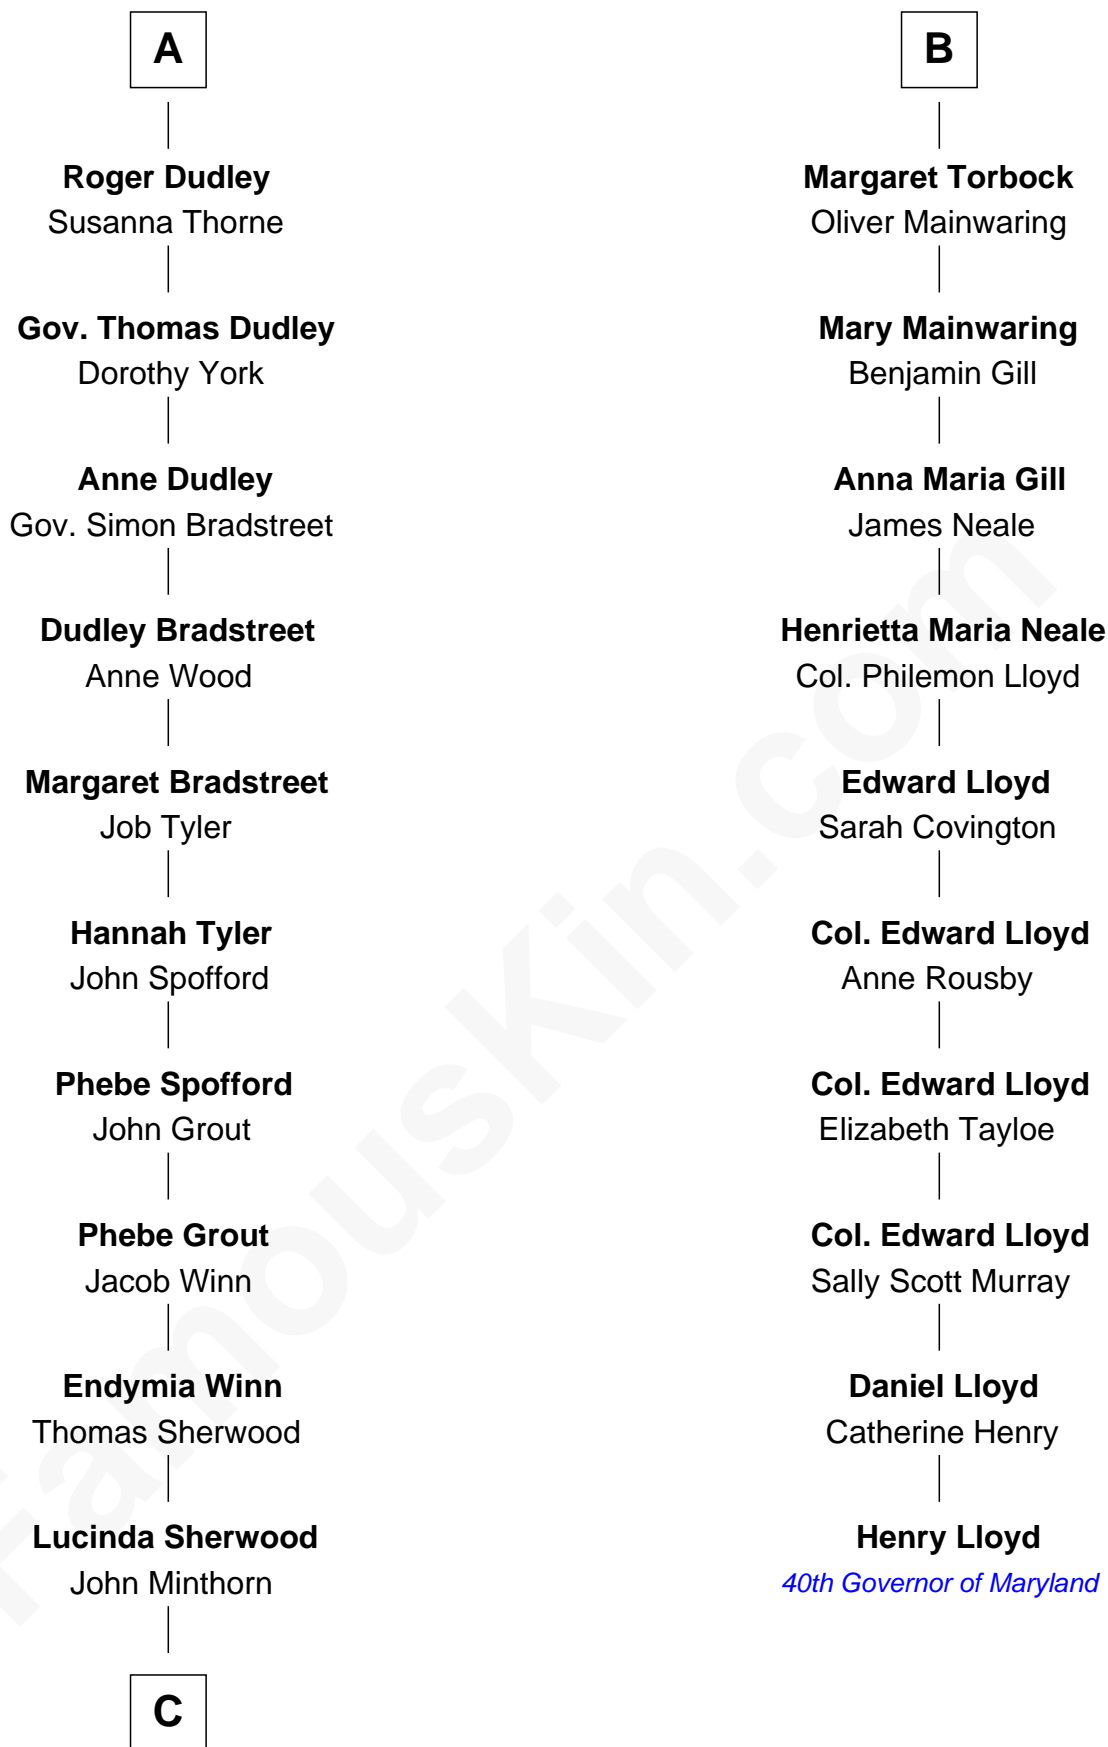 A
Roger Dudley
Susanna Thorne
Gov. Thomas Dudley
Dorothy York
Anne Dudley
Gov. Simon Bradstreet
Dudley Bradstreet
Anne Wood
Margaret Bradstreet
Job Tyler
Hannah Tyler
John Spofford
Phebe Spofford
John Grout
Phebe Grout
Jacob Winn
Endymia Winn
Thomas Sherwood
Lucinda Sherwood
John Minthorn
C
B
Margaret Torbock
Oliver Mainwaring
Mary Mainwaring
Benjamin Gill
Anna Maria Gill
James Neale
Henrietta Maria Neale
Col. Philemon Lloyd
Edward Lloyd
Sarah Covington
Col. Edward Lloyd
Anne Rousby
Col. Edward Lloyd
Elizabeth Tayloe
Col. Edward Lloyd
Sally Scott Murray
Daniel Lloyd
Catherine Henry
Henry Lloyd
40th Governor of Maryland
FamousKin.com